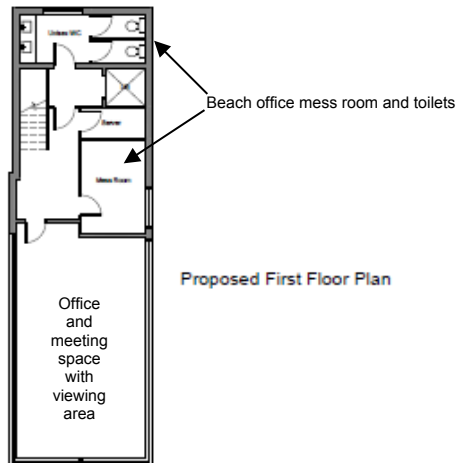 Unisex WC
Lift
Beach office mess room and toilets
Server
Mess Room
Proposed First Floor Plan
Office
and
meeting
space
with
viewing
area